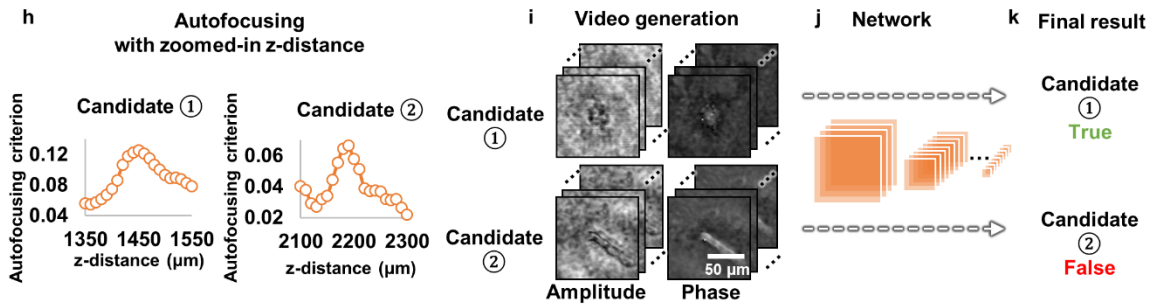 h
Autofocusing
with zoomed-in z-distance
Autofocusing criterion
Candidate ①
0.12
0.08
0.04
1350 1450 1550
z-distance (µm)
Autofocusing criterion
Candidate ②
0.06
0.04
0.02
2100 2200 2300
z-distance (µm)
i
Video generation
Candidate
①
Candidate
②
50 µm
Amplitude Phase
j
Network
k
Final result
Candidate
①
True
Candidate
②
False